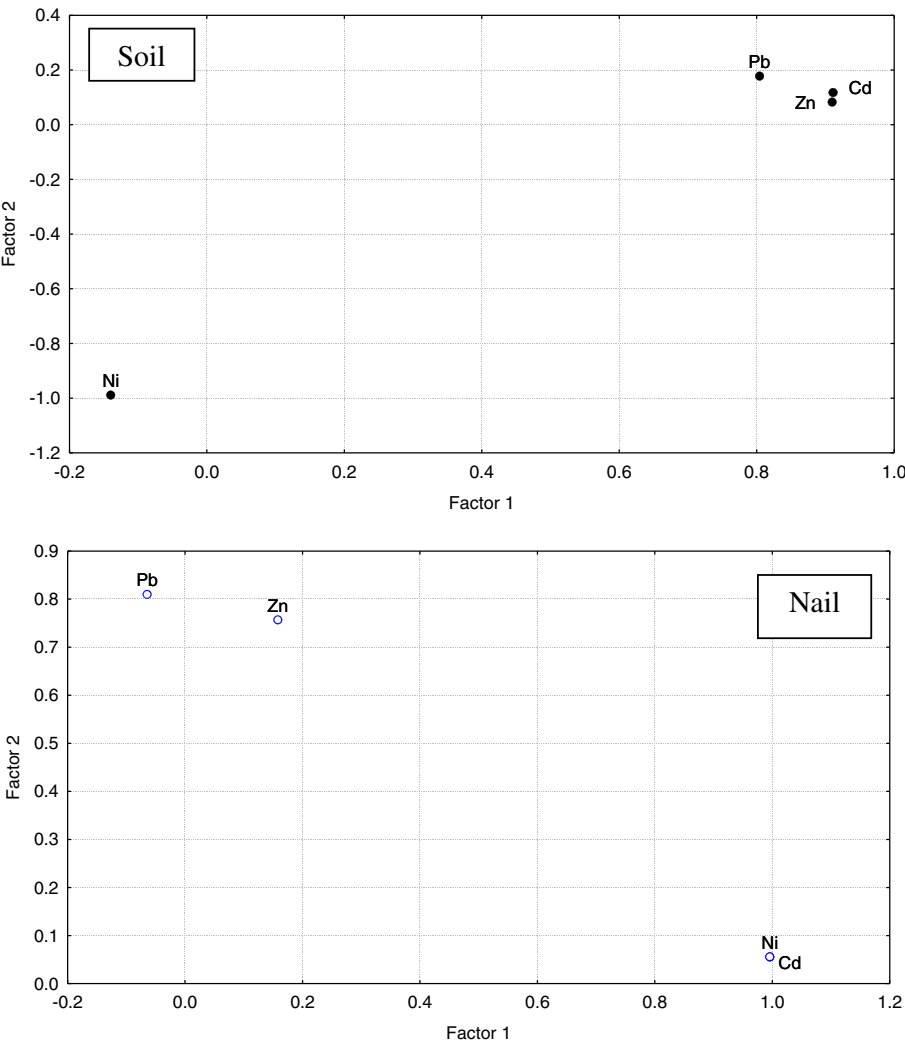 0.4
Soil
0.2
Pb
Cd
Zn
0.0
-0.2
-0.4
Factor 2
-0.6
-0.8
Ni
-1.0
-1.2
-0.2 0.0 0.2 0.4 0.6 0.8 1.0
Factor 1
0.9
Pb
Nail
0.8
Zn
0.7
0.6
0.5
Factor 2
0.4
0.3
0.2
0.1
Ni
Cd
0.0
-0.2 0.0 0.2 0.4 0.6 0.8 1.0 1.2
Factor 1